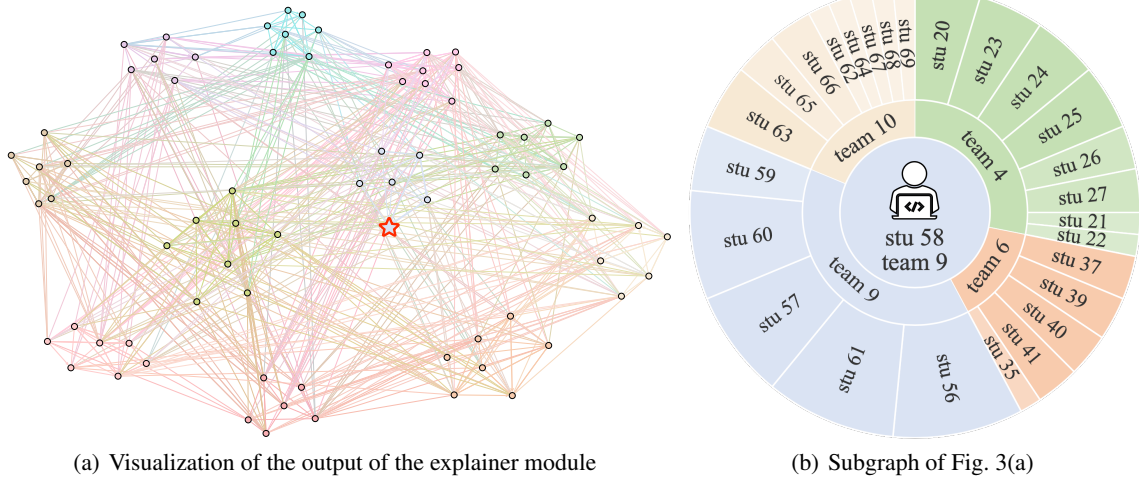 stu 20
stu 23
stu 24
stu 25
stu 26
stu 27
stu 21
stu 22
team 4
stu 37
stu 39
stu 40
stu 41
stu 35
team 6
stu 56
stu 61
stu 57
stu 60
stu 59
team 9
stu 63
stu 65
stu 66
stu 62
stu 64
stu 67
stu 68
stu 69
team 10
</>
stu 58
team 9
(a) Visualization of the output of the explainer module
(b) Subgraph of Fig. 3(a)